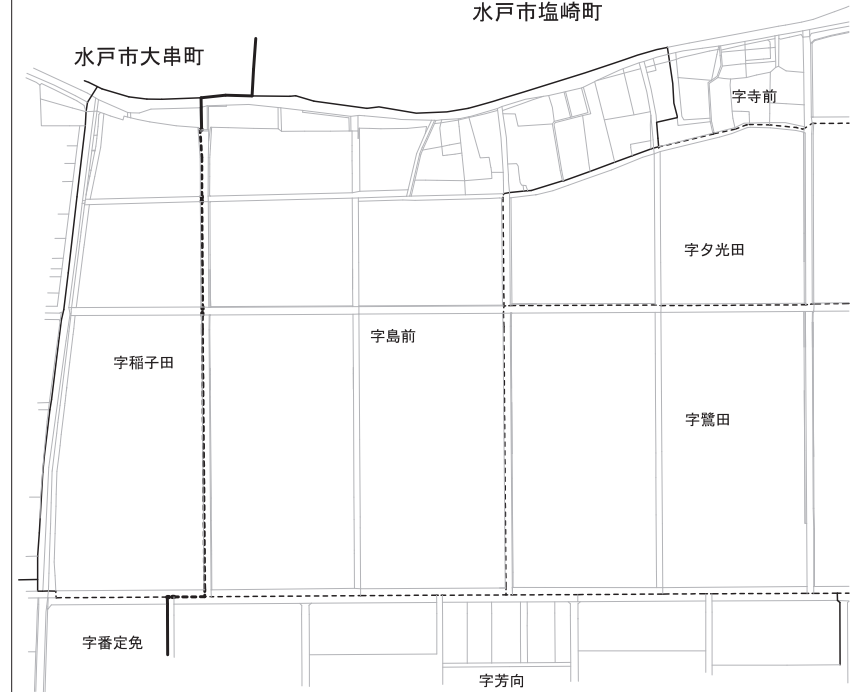 水戸市塩崎町
水戸市大串町
字寺前
字夕光田
字島前
字稲子田
字鷺田
字番定免
字芳向